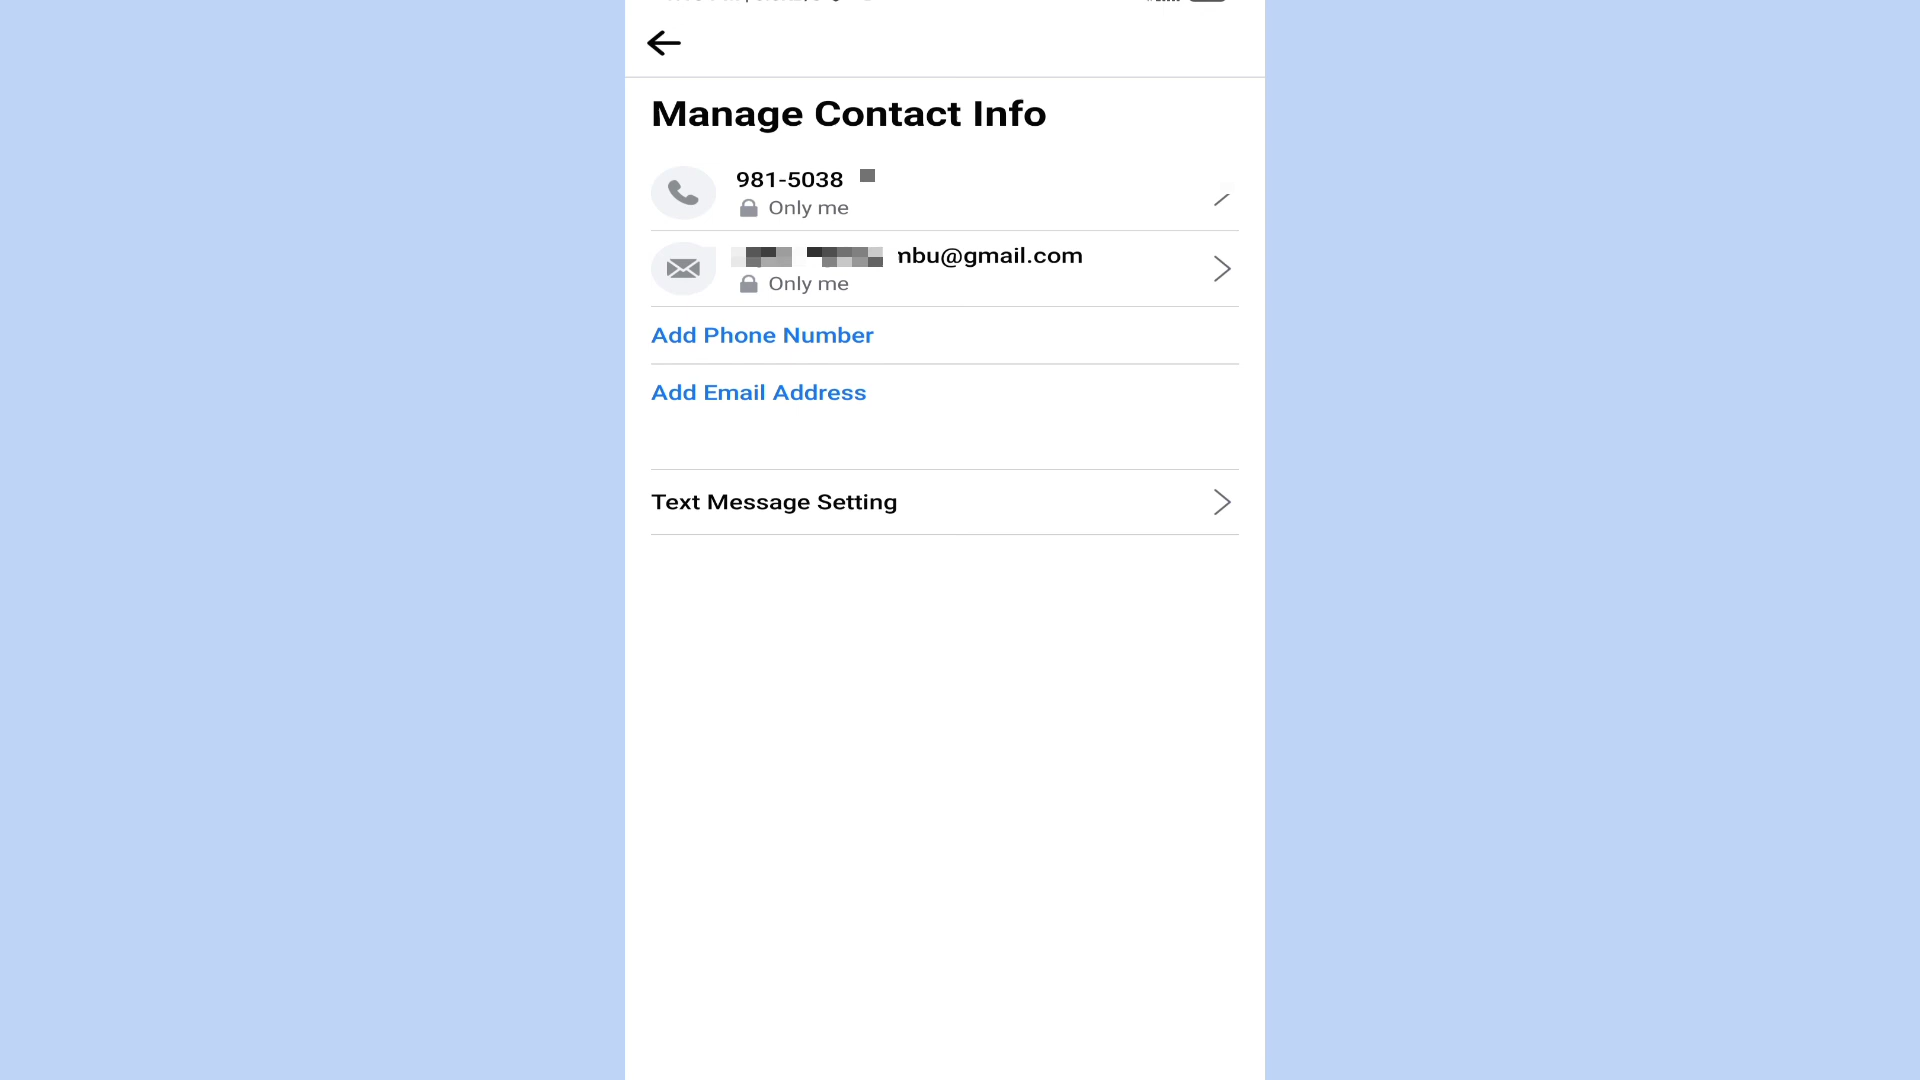 Manage Contact Info
981-5038
Only me
mbu@gmail.com
Only me
Add Phone Number
Add Email Address
Text Message Setting